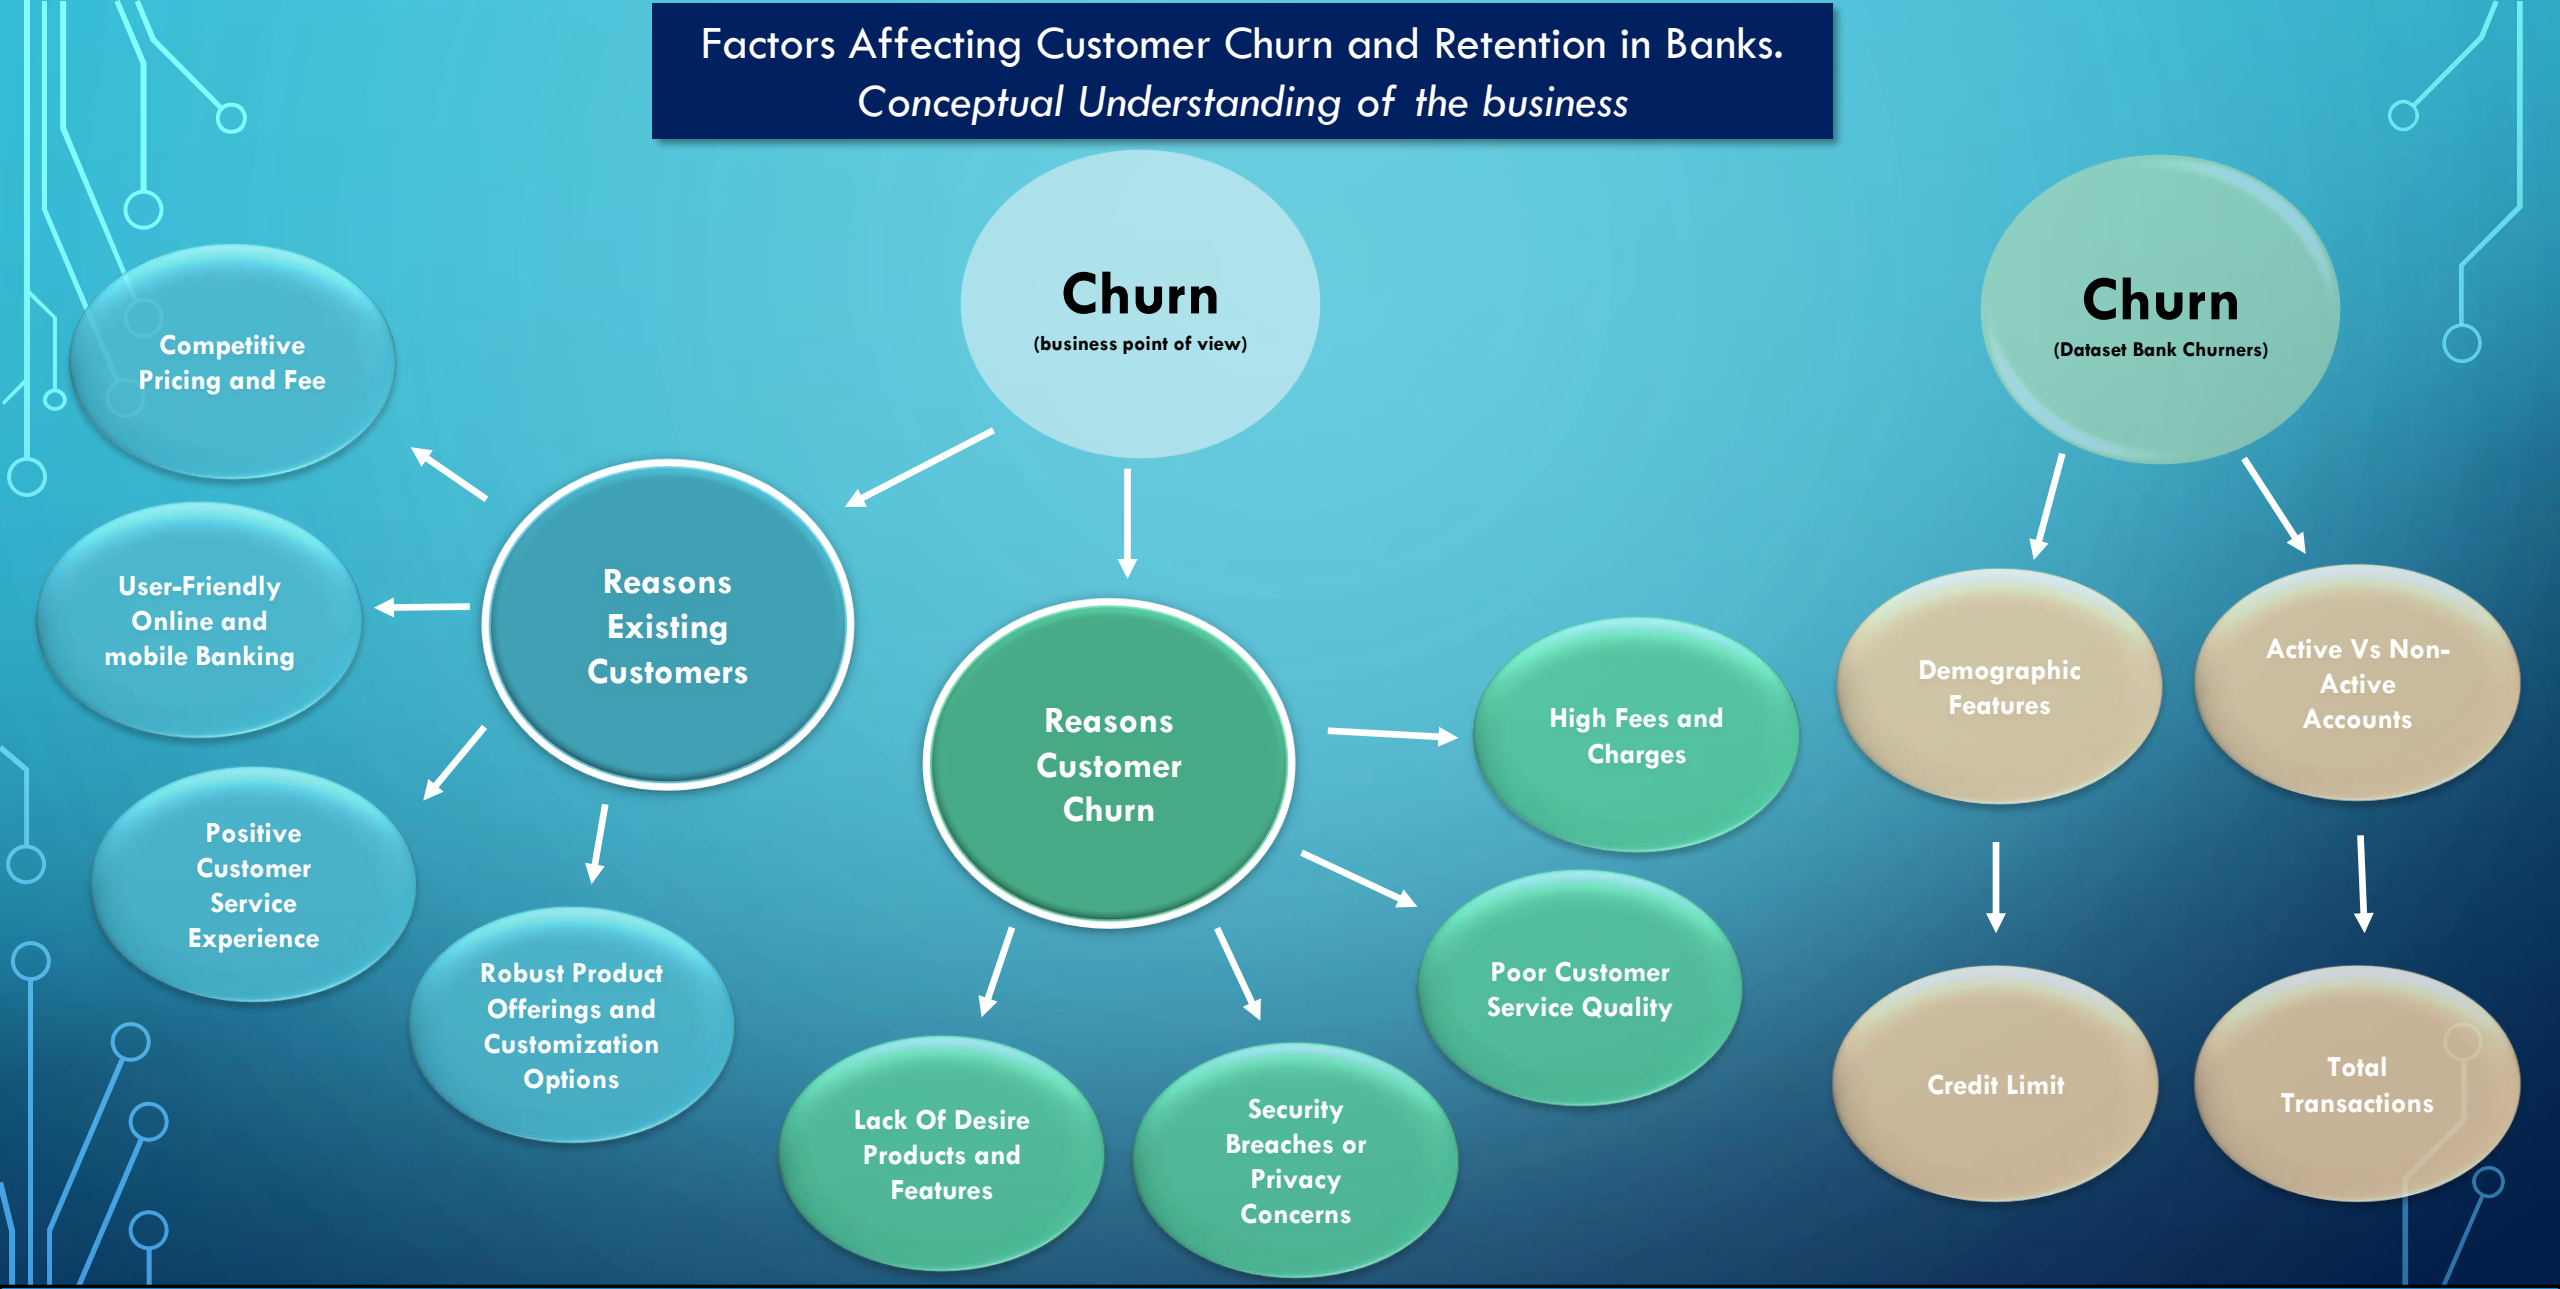 Factors Affecting Customer Churn and Retention in Banks.
Conceptual Understanding of the business
Churn
(business point of view)
Churn
(Dataset Bank Churners)
Competitive
Pricing and Fee
User-Friendly
Online and
mobile Banking
Positive
Customer
Service
Experience
Robust Product
Offerings and
Customization
Options
Reasons
Existing
Customers
Reasons
Customer
Churn
High Fees and
Charges
Poor Customer
Service Quality
Security
Breaches or
Privacy
Concerns
Lack Of Desire
Products and
Features
Demographic
Features
Active Vs Non-
Active
Accounts
Credit Limit
Total
Transactions